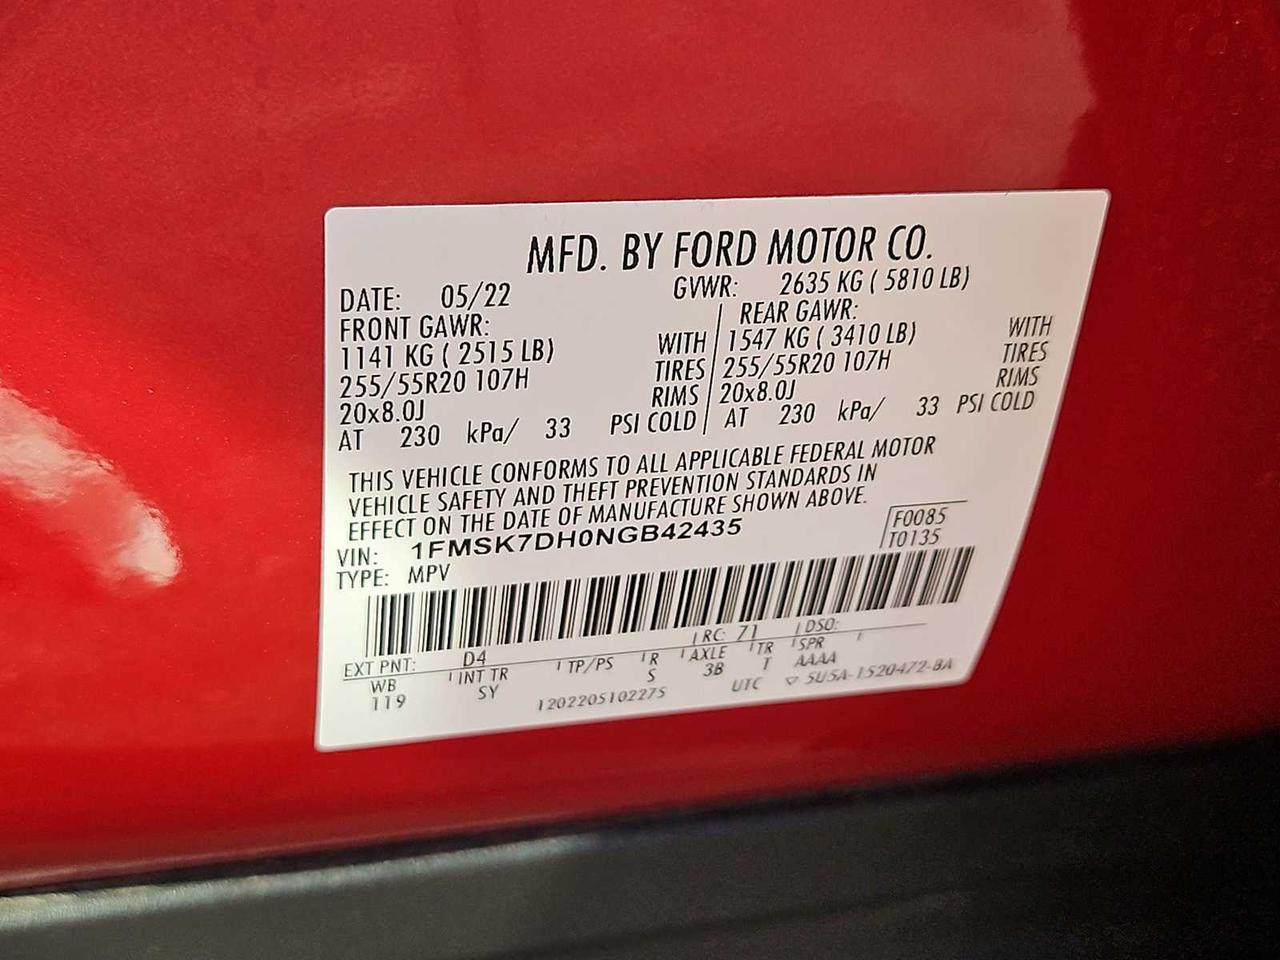 MFD. BY FORD MOTOR CO.
DATE: 05/22 GVWR: 2635 KG ( 5810 LB)
FRONT GAWR: REAR GAWR:
1141 KG ( 2515 LB) WITH 1547 KG ( 3410 LB) WITH
255/55R20 107H TIRES 255/55R20 107H TIRES
20x8.0J RIMS 20x8.0J RIMS
AT 230 kPa/ 33 PSI COLD AT 230 kPa/ 33 PSI COLD
THIS VEHICLE CONFORMS TO ALL APPLICABLE FEDERAL MOTOR
VEHICLE SAFETY AND THEFT PREVENTION STANDARDS IN
EFFECT ON THE DATE OF MANUFACTURE SHOWN ABOVE.
VIN: 1FMSK7DH0NGB42435 F0085
TYPE: MPV T0135
EXT PNT: D4 RC: 71 DSO:
WB INT TR TP/PS R AXLE TR SPR
119 SY S 3B T AAAA
1202205102275 UTC ▽ 5U5A-1520472-BA